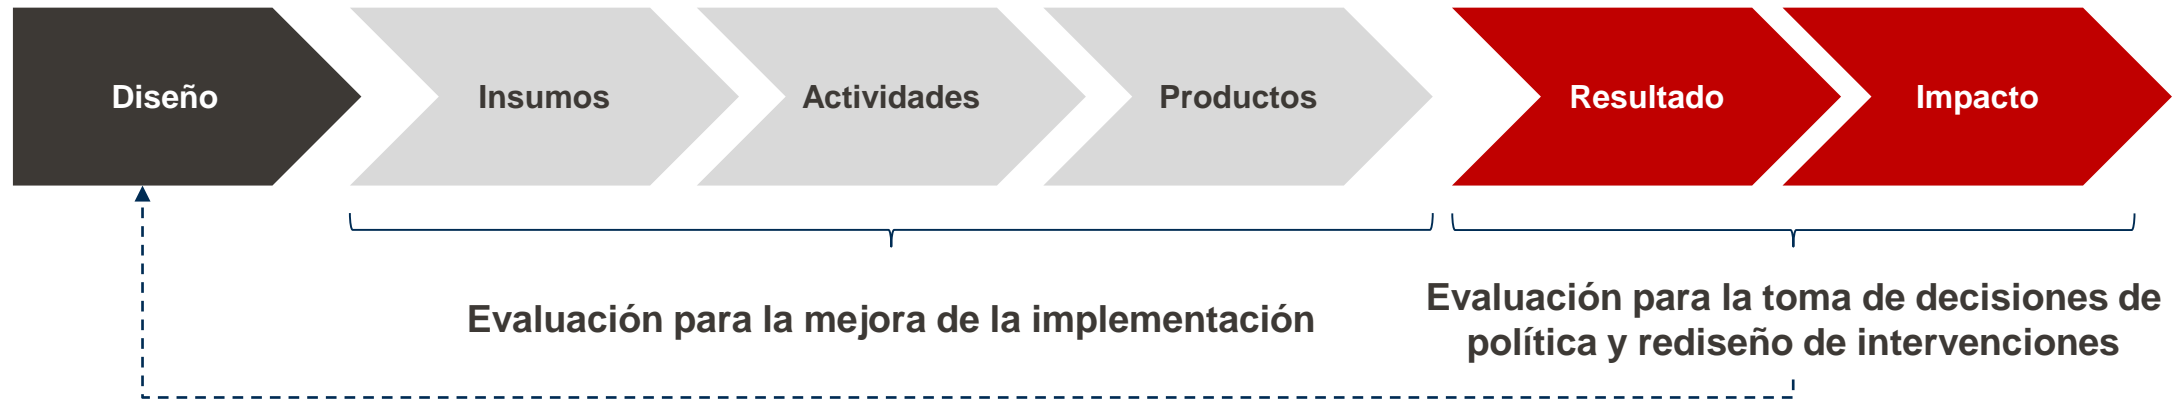 Diseño
Insumos
Actividades
Productos
Resultado
Impacto
Evaluación para la mejora de la implementación
Evaluación para la toma de decisiones de
política y rediseño de intervenciones